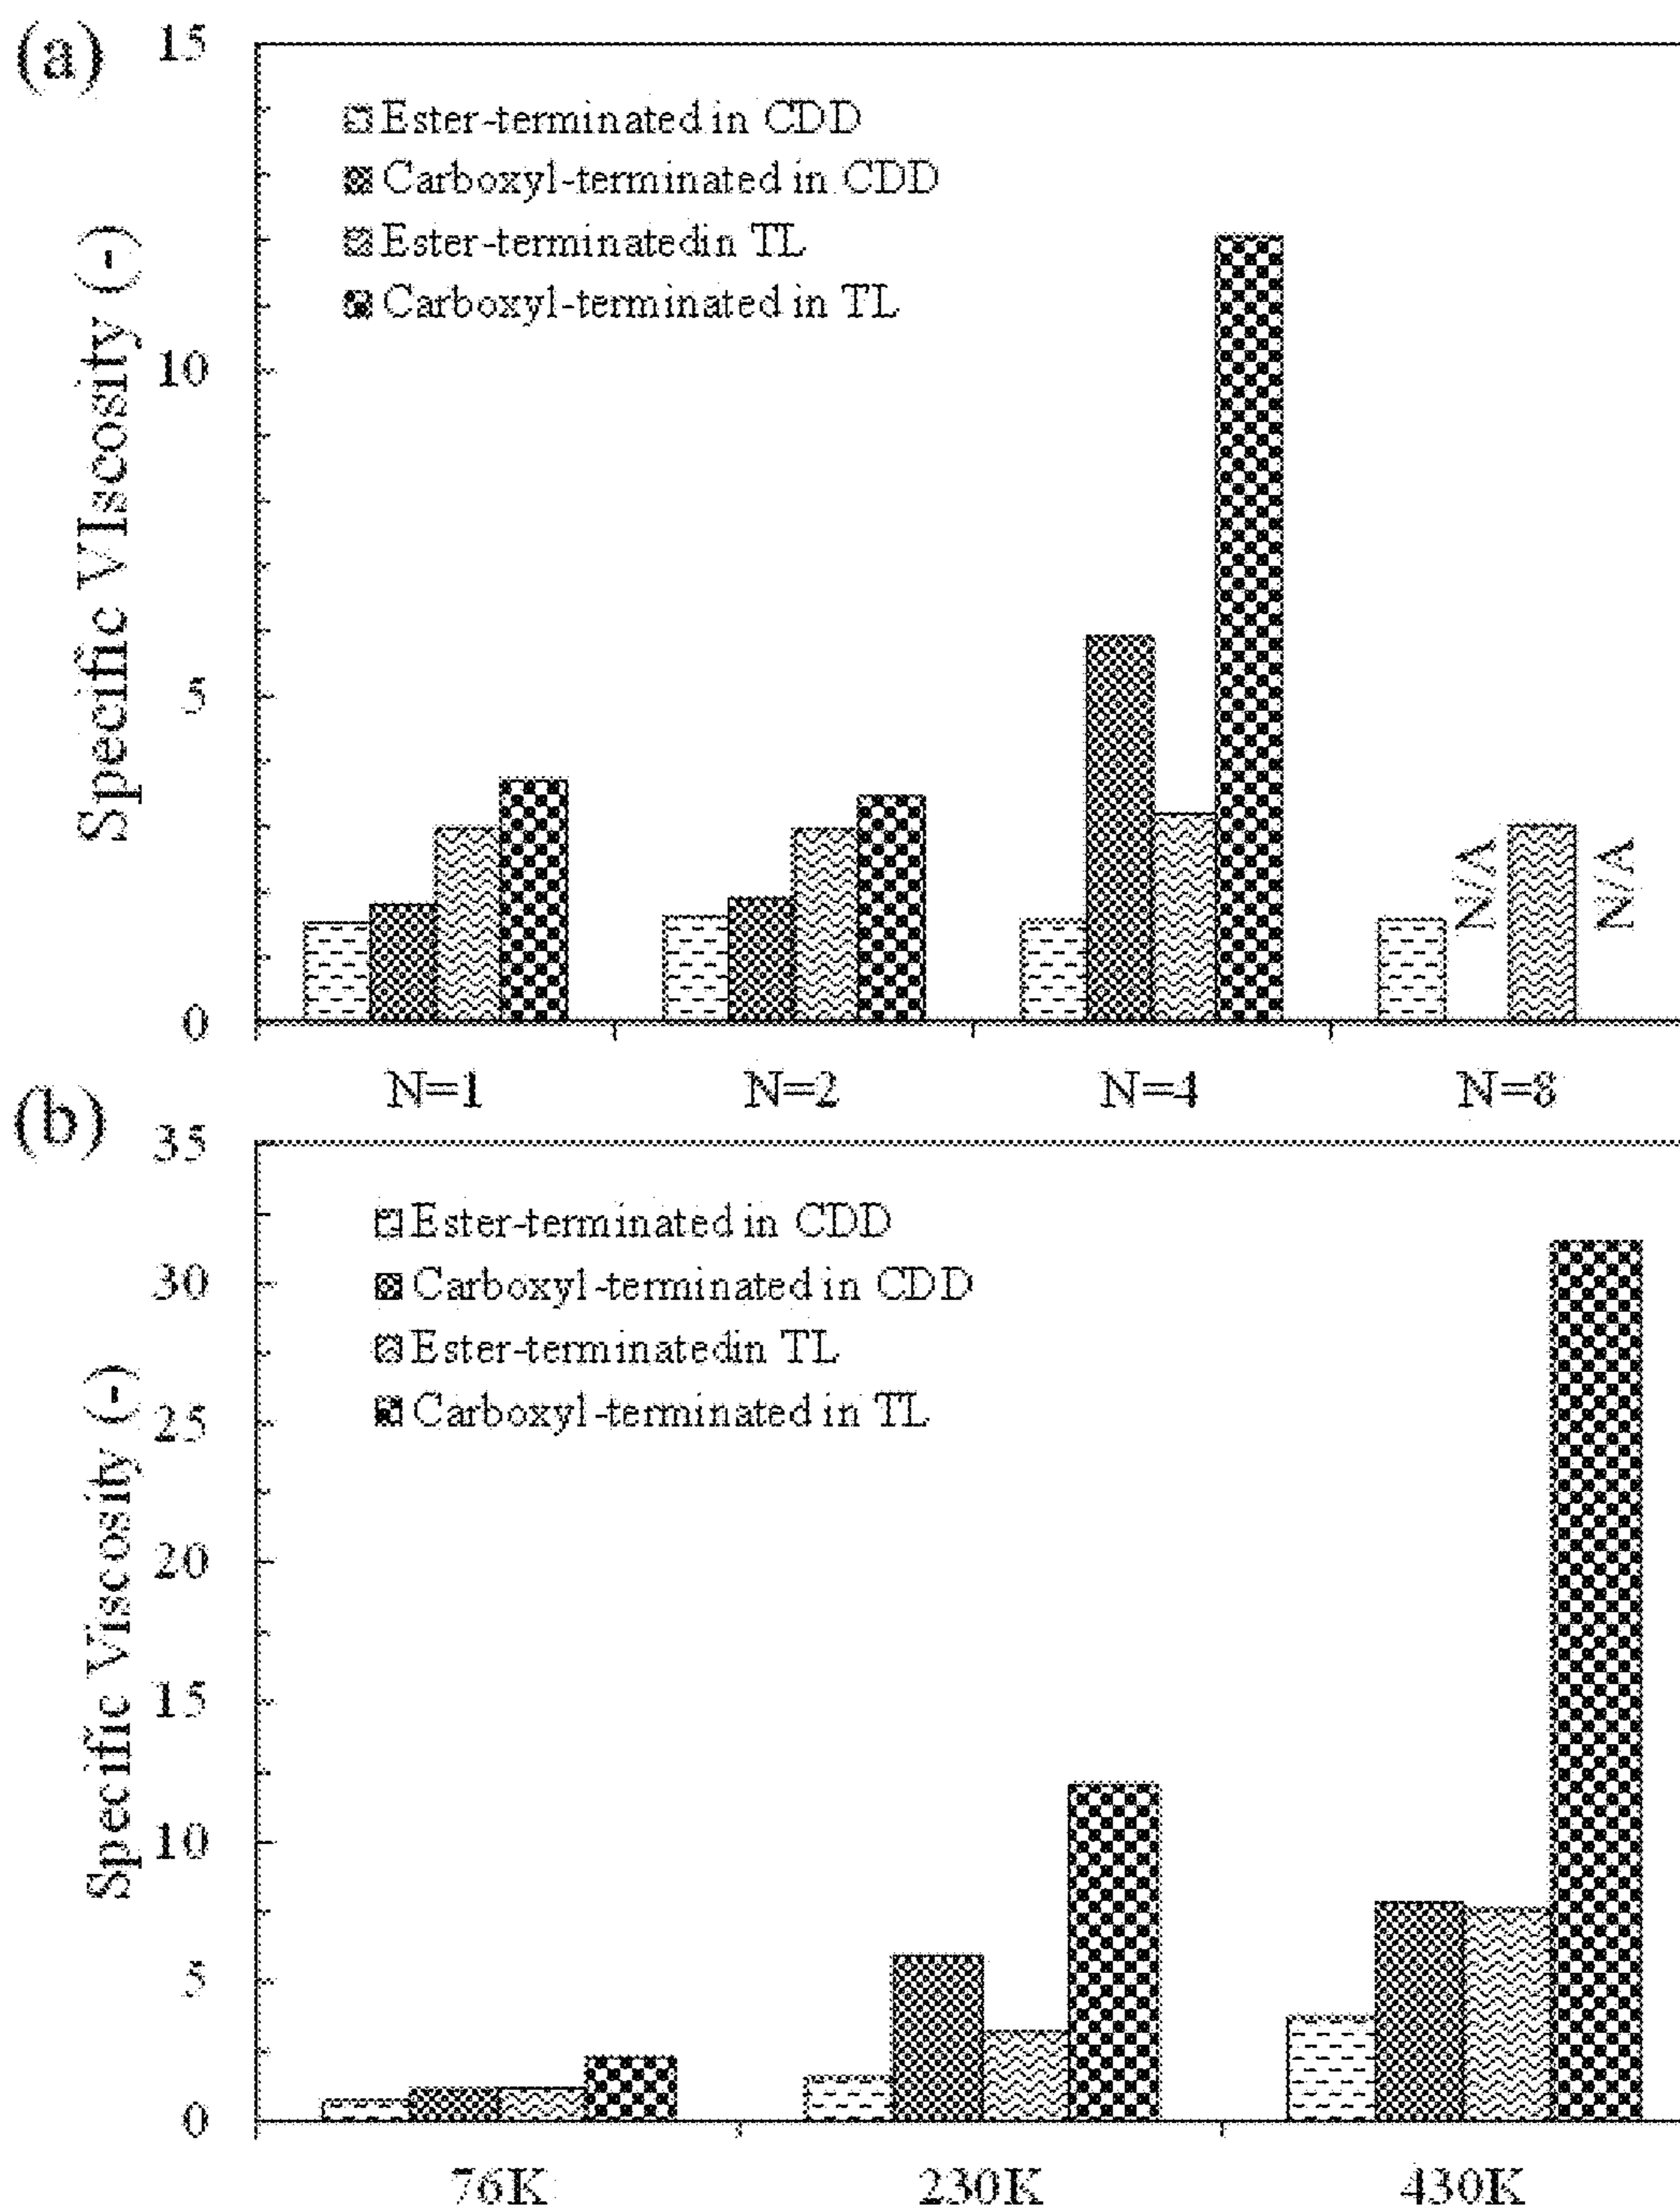 (a)
15
Ester-terminated in CDD
Carboxyl-terminated in CDD
Ester-terminatedin TL
Carboxyl-terminated in TL
10
5
0
Specific VIscosity (-)
N/A
N/A
N=1 N=2 N=4 N=8
(b)
35
Ester-terminated in CDD
Carboxyl-terminated in CDD
Ester-terminatedin TL
Carboxyl-terminated in TL
30
25
20
15
10
5
0
Specific Viscosity (-)
76K 230K 430K